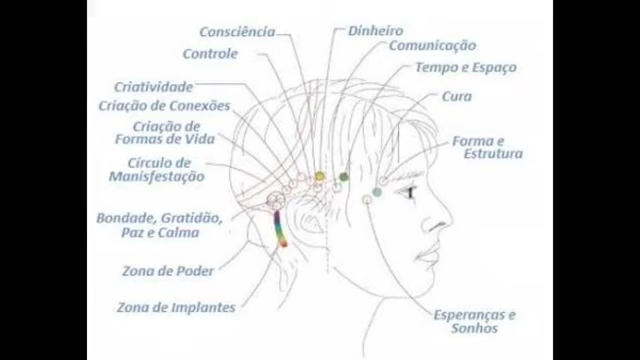 Consciência
Controle
Criatividade
Criação de Conexões
Criação de
Formas de Vida
Círculo de
Manisfestação
Bondade, Gratidão,
Paz e Calma
Zona de Poder
Zona de Implantes
Dinheiro
Comunicação
Tempo e Espaço
Cura
Forma e
Estrutura
Esperanças e
Sonhos